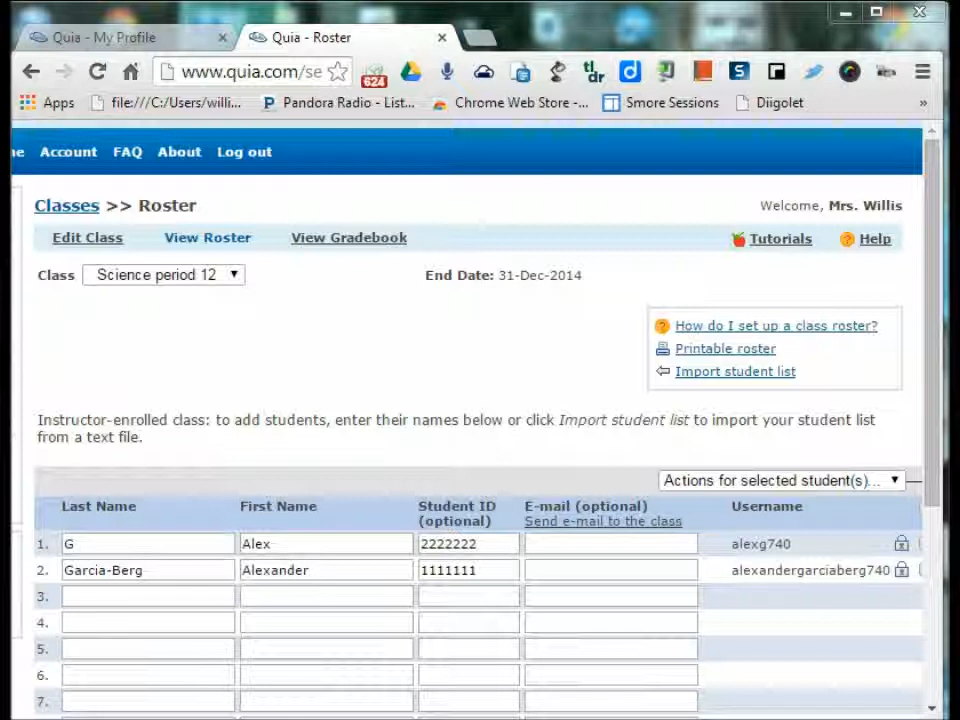 Quia - My Profile
Quia - Roster
www.quia.com/se
624
tl;dr
Apps
file:///C:/Users/willi...
Pandora Radio - List...
Chrome Web Store -...
Smore Sessions
Diigolet
»
Account FAQ About Log out
Classes >> Roster
Welcome, Mrs. Willis
Edit Class View Roster View Gradebook
Tutorials Help
Class Science period 12
End Date: 31-Dec-2014
How do I set up a class roster?
Printable roster
Import student list
Instructor-enrolled class: to add students, enter their names below or click Import student list to import your student list
from a text file.
Actions for selected student(s)...
Last Name First Name Student ID (optional) E-mail (optional) Username
Send e-mail to the class
1. G Alex 2222222 alexg740
2. Garcia-Berg Alexander 1111111 alexandergarciaberg740
3.
4.
5.
6.
7.